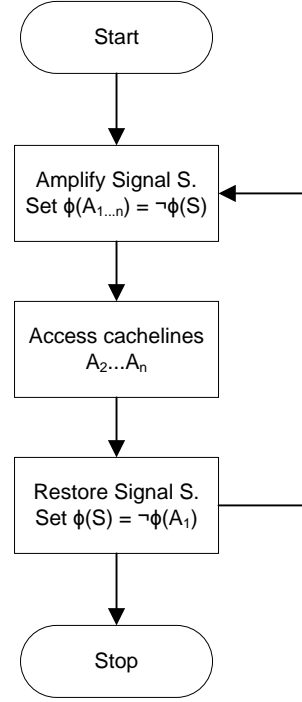 Start
Amplify Signal S.
Set ϕ(A₁...ₙ) = ¬ϕ(S)
Access cachelines
A₂...Aₙ
Restore Signal S.
Set ϕ(S) = ¬ϕ(A₁)
Stop